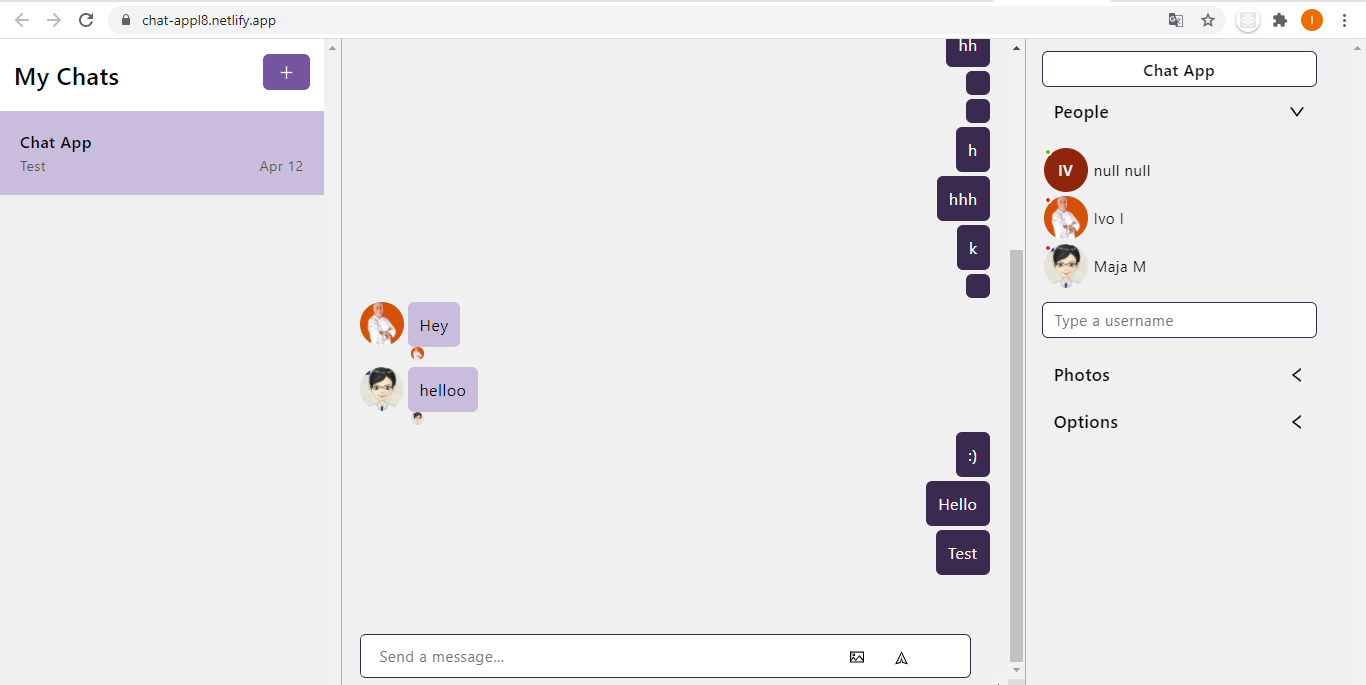 chat-appl8.netlify.app
I
My Chats
+
Chat App
Test
Apr 12
hh
h
hhh
k
Hey
helloo
:)
Hello
Test
Send a message...
Chat App
People
IV
null null
Ivo I
Maja M
Type a username
Photos
Options